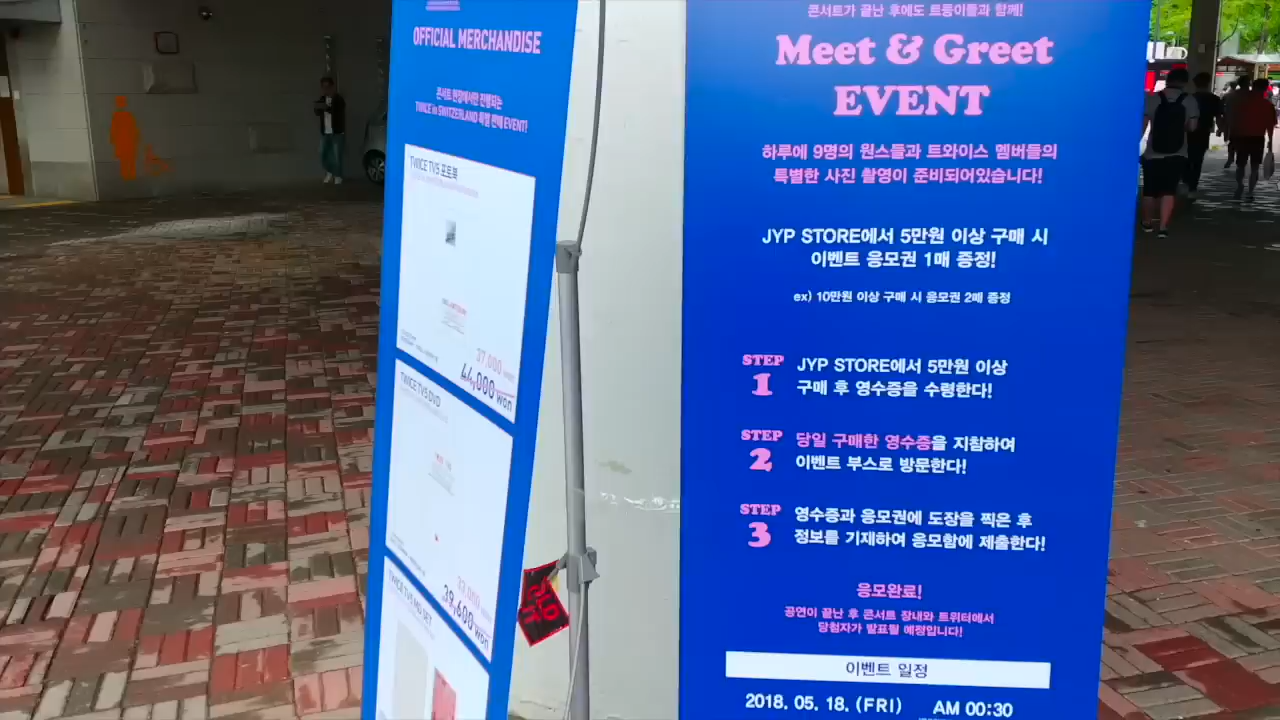 OFFICIAL MERCHANDISE
콘서트 현장에서만 진행되는
TWICE in SWITZERLAND 특별 판매 EVENT!
TWICE TV5 포토북
37,000
44,000 won
TWICE TV5 DVD
33,000
39,600 won
TWICE TV5 MD SET
콘서트가 끝난 후에도 트둥이들과 함께!
Meet & Greet
EVENT
하루에 9명의 원스들과 트와이스 멤버들의
특별한 사진 촬영이 준비되어있습니다!
JYP STORE에서 5만원 이상 구매 시
이벤트 응모권 1매 증정!
ex) 10만원 이상 구매 시 응모권 2매 증정
STEP 1
JYP STORE에서 5만원 이상
구매 후 영수증을 수령한다!
STEP 2
당일 구매한 영수증을 지참하여
이벤트 부스로 방문한다!
STEP 3
영수증과 응모권에 도장을 찍은 후
정보를 기재하여 응모함에 제출한다!
응모완료!
공연이 끝난 후 콘서트 장내와 트위터에서
당첨자가 발표될 예정입니다!
이벤트 일정
2018. 05. 18. (FRI) AM 00:30